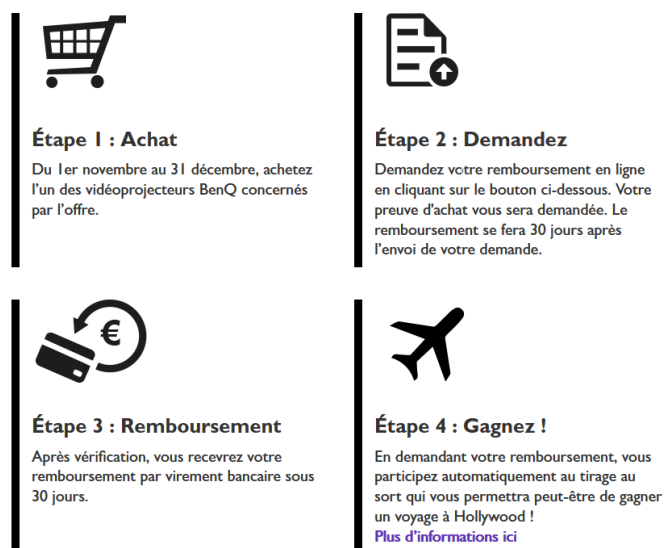 Étape 1 : Achat
Du 1er novembre au 31 décembre, achetez
l'un des vidéoprojecteurs BenQ concernés
par l'offre.
Étape 2 : Demandez
Demandez votre remboursement en ligne
en cliquant sur le bouton ci-dessous. Votre
preuve d'achat vous sera demandée. Le
remboursement se fera 30 jours après
l'envoi de votre demande.
€
Étape 3 : Remboursement
Après vérification, vous recevrez votre
remboursement par virement bancaire sous
30 jours.
Étape 4 : Gagnez !
En demandant votre remboursement, vous
participez automatiquement au tirage au
sort qui vous permettra peut-être de gagner
un voyage à Hollywood !
Plus d'informations ici